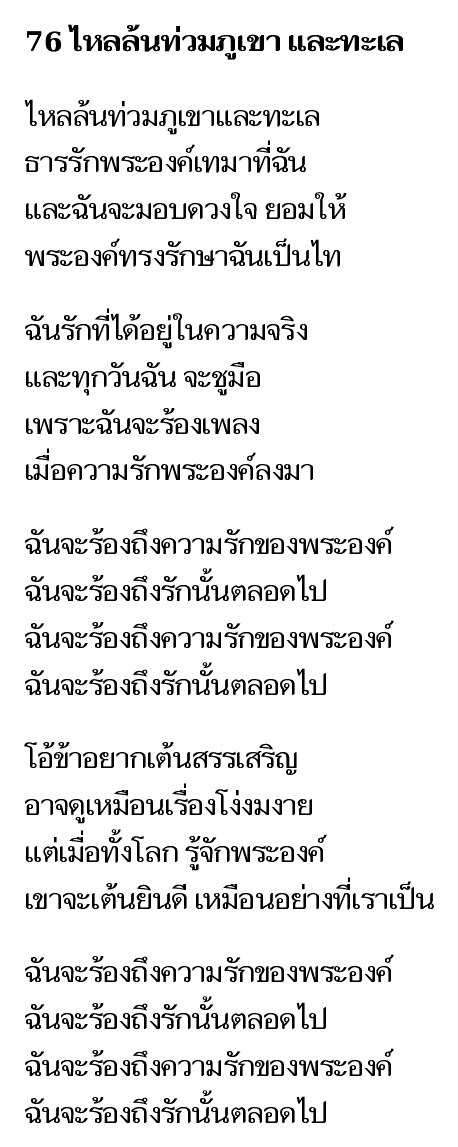 76 ไหลล้นท่วมภูเขา และทะเล
ไหลล้นท่วมภูเขาและทะเล
ธารรักพระองค์เทมาที่ฉัน
และฉันจะมอบดวงใจ ยอมให้
พระองค์ทรงรักษาฉันเป็นไท
ฉันรักที่ได้อยู่ในความจริง
และทุกวันฉัน จะชูมือ
เพราะฉันจะร้องเพลง
เมื่อความรักพระองค์ลงมา
ฉันจะร้องถึงความรักของพระองค์
ฉันจะร้องถึงรักนั้นตลอดไป
ฉันจะร้องถึงความรักของพระองค์
ฉันจะร้องถึงรักนั้นตลอดไป
โอ้ข้าอยากเต้นสรรเสริญ
อาจดูเหมือนเรื่องโง่งมงาย
แต่เมื่อทั้งโลก รู้จักพระองค์
เขาจะเต้นยินดี เหมือนอย่างที่เราเป็น
ฉันจะร้องถึงความรักของพระองค์
ฉันจะร้องถึงรักนั้นตลอดไป
ฉันจะร้องถึงความรักของพระองค์
ฉันจะร้องถึงรักนั้นตลอดไป